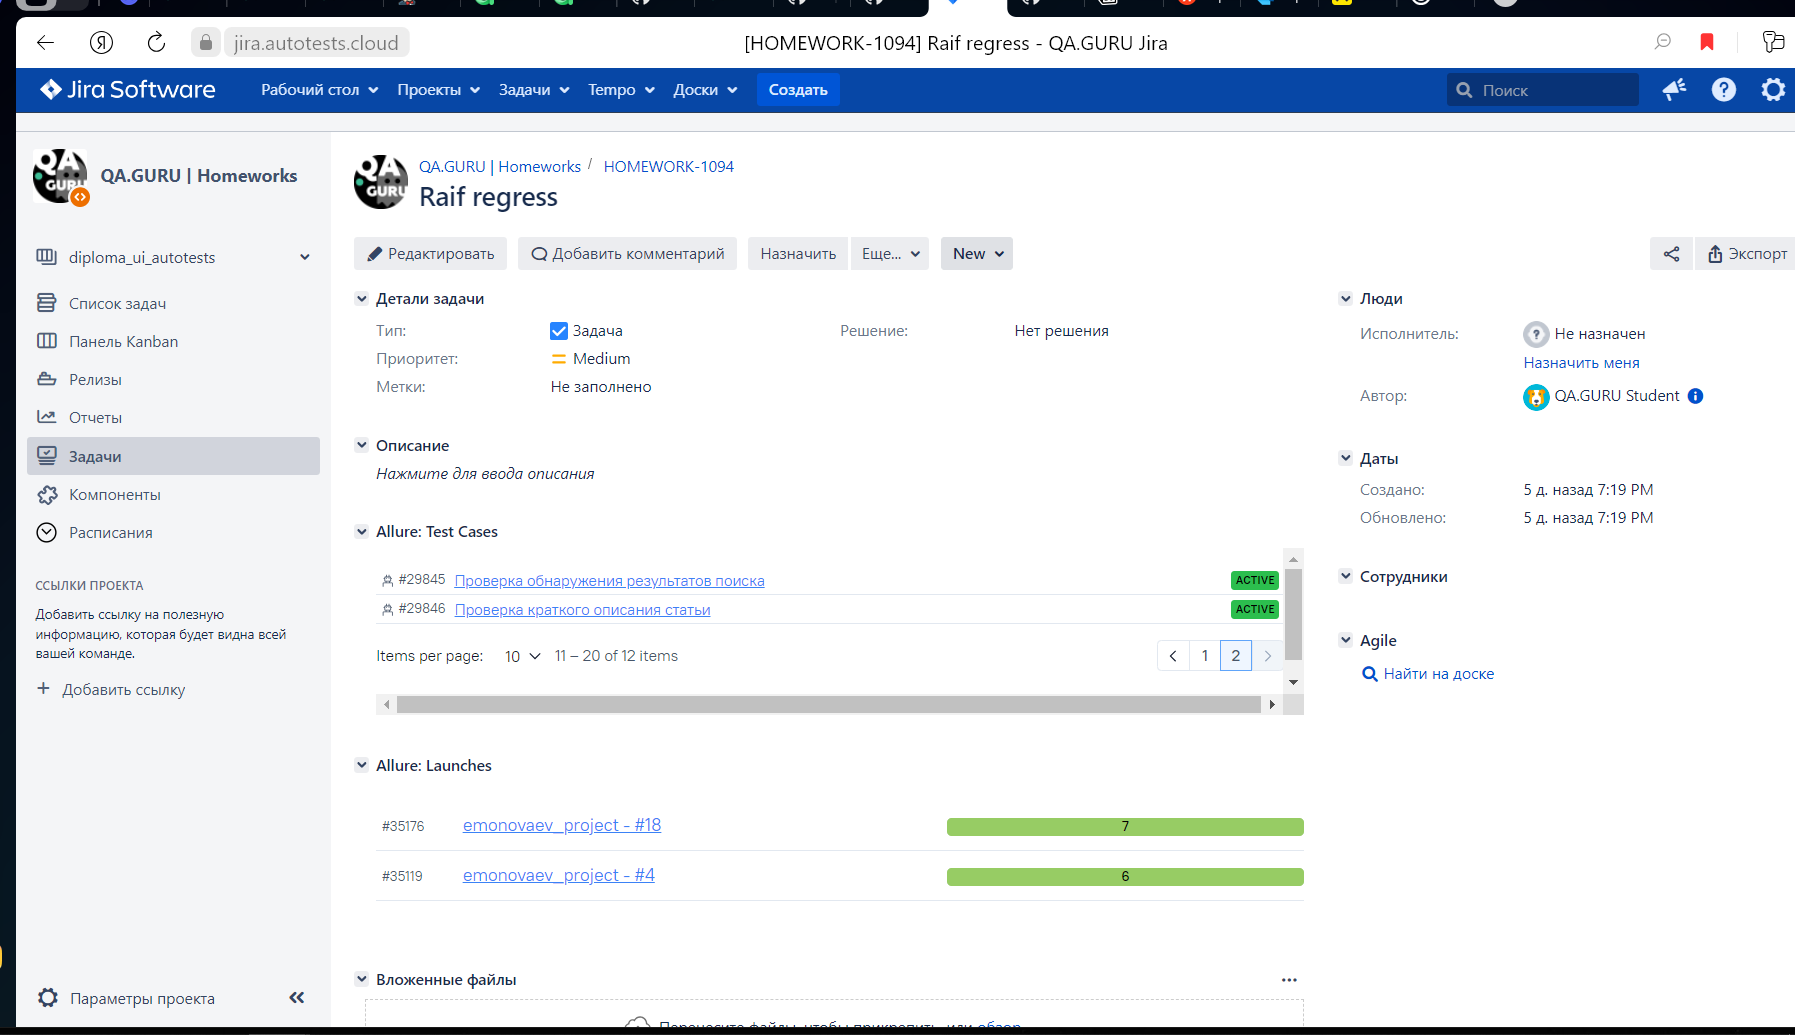 jira.autotests.cloud
[HOMEWORK-1094] Raif regress - QA.GURU Jira
Jira Software
Рабочий стол
Проекты
Задачи
Tempo
Доски
Создать
Поиск
QA.GURU | Homeworks
diploma_ui_autotests
Список задач
Панель Kanban
Релизы
Отчеты
Задачи
Компоненты
Расписания
ССЫЛКИ ПРОЕКТА
Добавить ссылку на полезную
информацию, которая будет видна всей
вашей команде.
+ Добавить ссылку
Параметры проекта
QA.GURU | Homeworks / HOMEWORK-1094
Raif regress
Редактировать
Добавить комментарий
Назначить
Еще...
New
Экспорт
Детали задачи
Тип: Задача
Решение: Нет решения
Приоритет: Medium
Метки: Не заполнено
Описание
Нажмите для ввода описания
Allure: Test Cases
#29845 Проверка обнаружения результатов поиска ACTIVE
#29846 Проверка краткого описания статьи ACTIVE
Items per page: 10 11 – 20 of 12 items 1 2
Allure: Launches
#35176 emonovaev_project - #18 7
#35119 emonovaev_project - #4 6
Вложенные файлы
Перенесите файлы, чтобы прикрепить, или обзор
Люди
Исполнитель: Не назначен
Назначить меня
Автор: QA.GURU Student
Даты
Создано: 5 д. назад 7:19 PM
Обновлено: 5 д. назад 7:19 PM
Сотрудники
Agile
Найти на доске